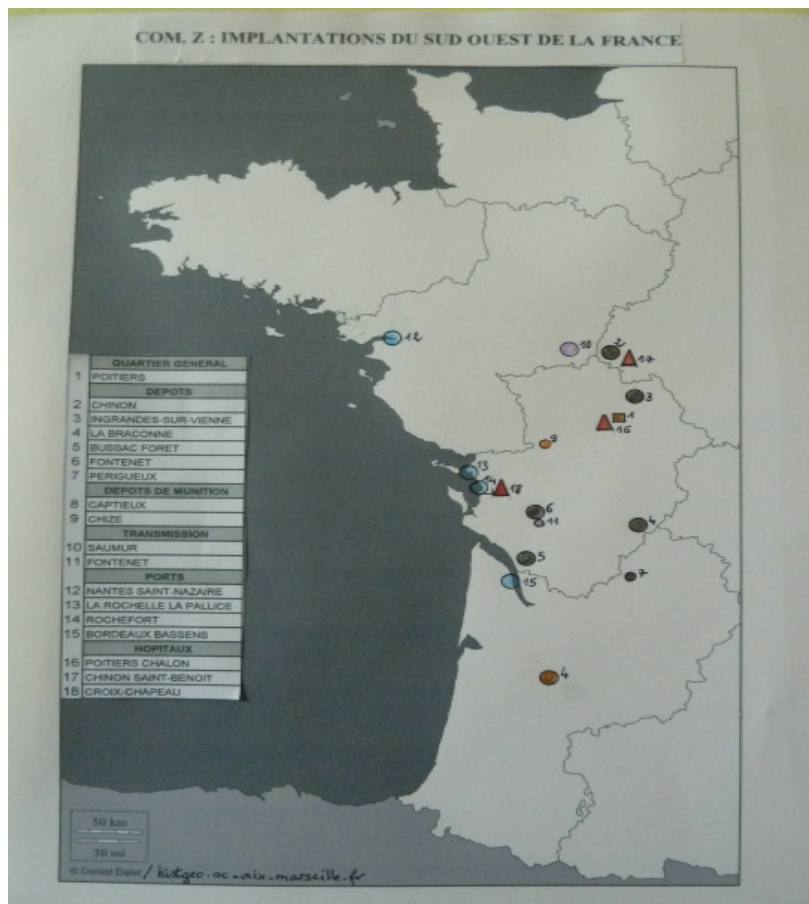 COM. Z : IMPLANTATIONS DU SUD OUEST DE LA FRANCE
QUARTIER GENERAL
1 POITIERS
DEPOTS
2 CHINON
3 INGRANDES-SUR-VIENNE
4 LA BRACONNE
5 BUSSAC FORET
6 FONTENET
7 PERIGUEUX
DEPOTS DE MUNITION
8 CAPTIEUX
9 CHIZE
TRANSMISSION
10 SAUMUR
11 FONTENET
PORTS
12 NANTES SAINT-NAZAIRE
13 LA ROCHELLE LA PALLICE
14 ROCHEFORT
15 BORDEAUX BASSENS
HOPITAUX
16 POITIERS CHALON
17 CHINON SAINT-BENOIT
18 CROIX-CHAPEAU
12
10
2
17
3
1
16
9
13
14
18
6
11
4
5
7
15
4
50 km
30 mi
© Daniel Dalet / histgeo.ac-aix-marseille.fr